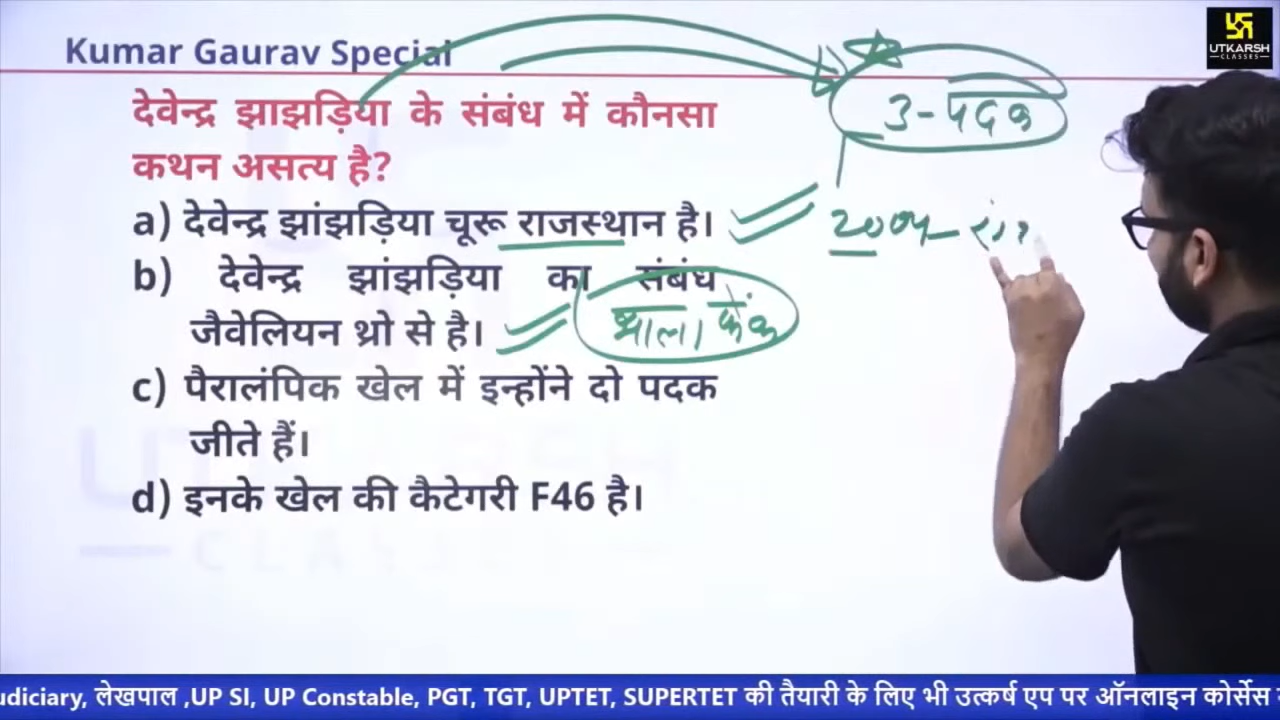 Kumar Gaurav Special
UTKARSH
CLASSES
देवेन्द्र झाझड़िया के संबंध में कौनसा
3-पदक
कथन असत्य है?
a) देवेन्द्र झांझड़िया चूरू राजस्थान है।
2004-
b) देवेन्द्र झांझड़िया का संबंध
जैवेलियन थ्रो से है।
भाला फेंक
c) पैरालंपिक खेल में इन्होंने दो पदक
जीते हैं।
d) इनके खेल की कैटेगरी F46 है।
udiciary, लेखपाल ,UP SI, UP Constable, PGT, TGT, UPTET, SUPERTET की तैयारी के लिए भी उत्कर्ष एप पर ऑनलाइन कोर्सेस